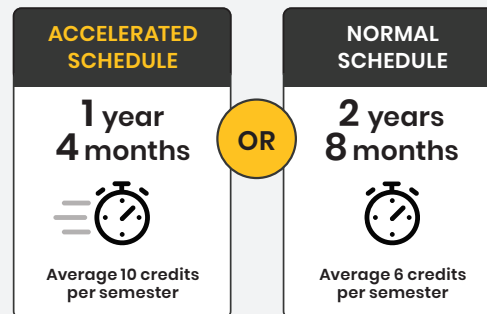 ACCELERATED
SCHEDULE
1 year
4 months
Average 10 credits
per semester
OR
NORMAL
SCHEDULE
2 years
8 months
Average 6 credits
per semester